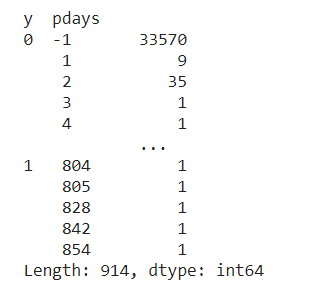 y  pdays
0  -1       33570
    1           9
    2          35
    3           1
    4           1
            ...
1   804         1
    805         1
    828         1
    842         1
    854         1
Length: 914, dtype: int64